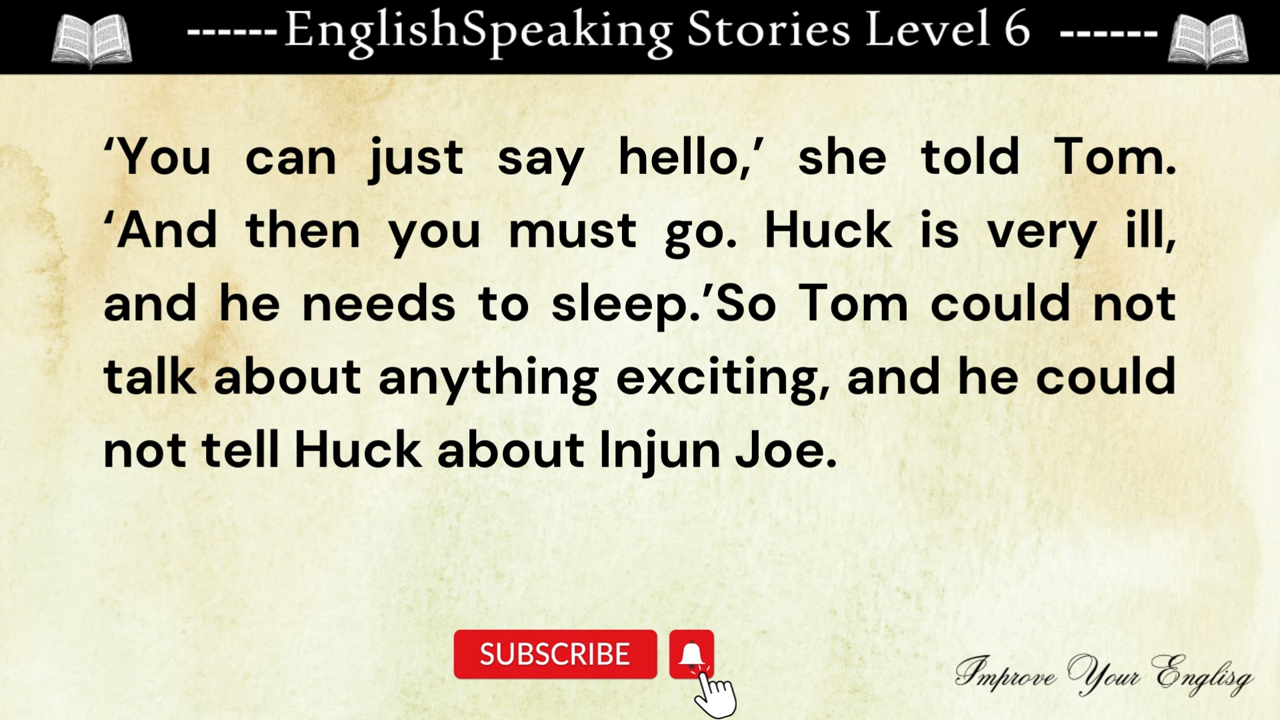 ------EnglishSpeaking Stories Level 6 ------
‘You can just say hello,’ she told Tom.
‘And then you must go. Huck is very ill,
and he needs to sleep.’So Tom could not
talk about anything exciting, and he could
not tell Huck about Injun Joe.
SUBSCRIBE
Improve Your Englisg